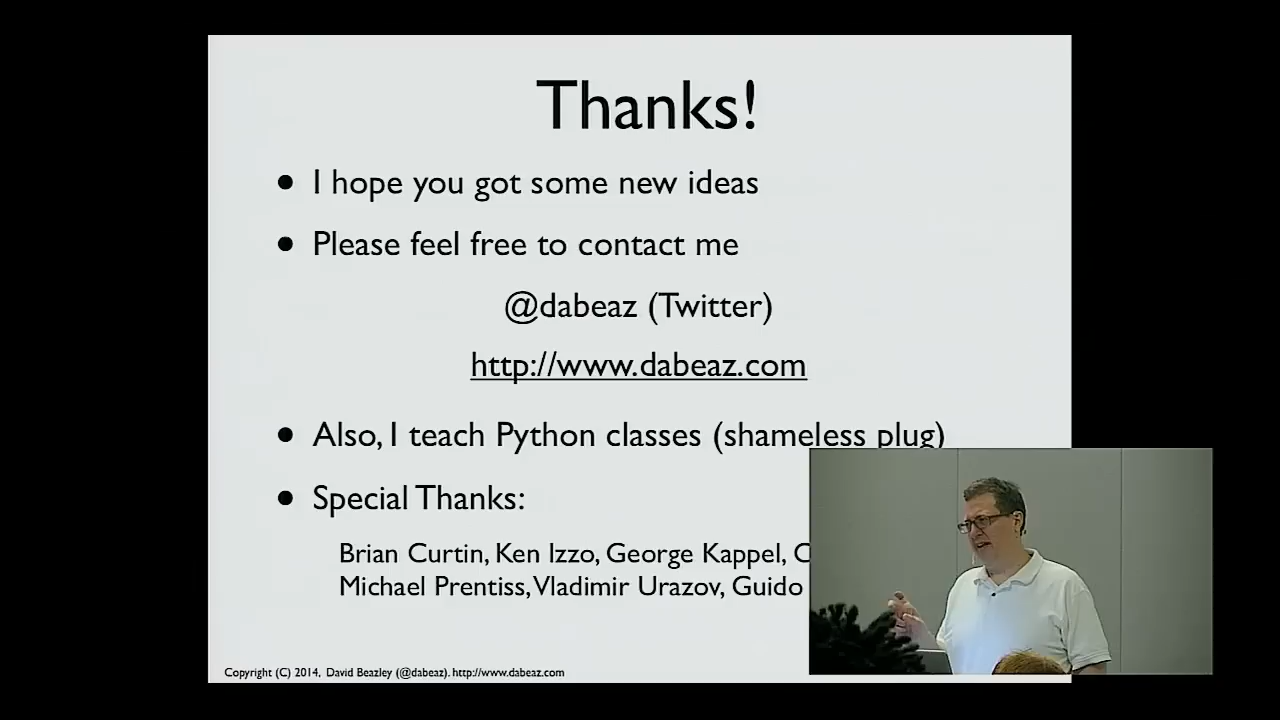 Thanks!
• I hope you got some new ideas
• Please feel free to contact me
@dabeaz (Twitter)
http://www.dabeaz.com
• Also, I teach Python classes (shameless plug)
• Special Thanks:
Brian Curtin, Ken Izzo, George Kappel,
Michael Prentiss, Vladimir Urazov, Guido
Copyright (C) 2014, David Beazley (@dabeaz). http://www.dabeaz.com